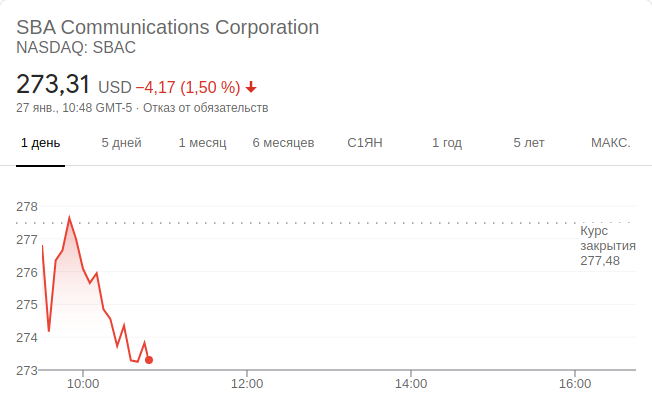 SBA Communications Corporation
NASDAQ: SBAC
273,31 USD −4,17 (1,50 %)
27 янв., 10:48 GMT-5 · Отказ от обязательств
1 день 5 дней 1 месяц 6 месяцев С1ЯН 1 год 5 лет МАКС.
278
Курс
277
закрытия
277,48
276
275
274
273
10:00 12:00 14:00 16:00